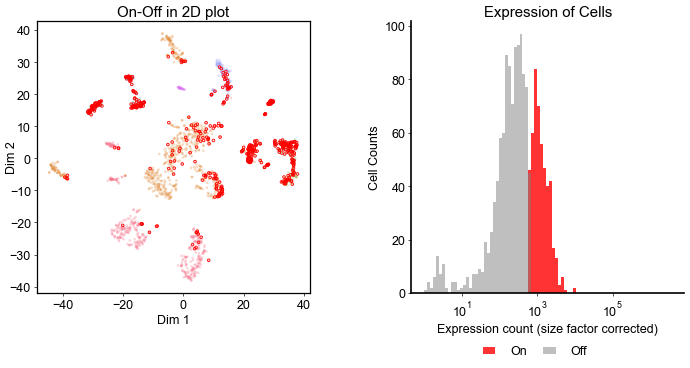 On-Off in 2D plot
40
30
20
10
0
−10
−20
−30
−40
Dim 2
−40 −20 0 20 40
Dim 1
Expression of Cells
100
80
60
40
20
0
Cell Counts
10^1 10^3 10^5
Expression count (size factor corrected)
On Off